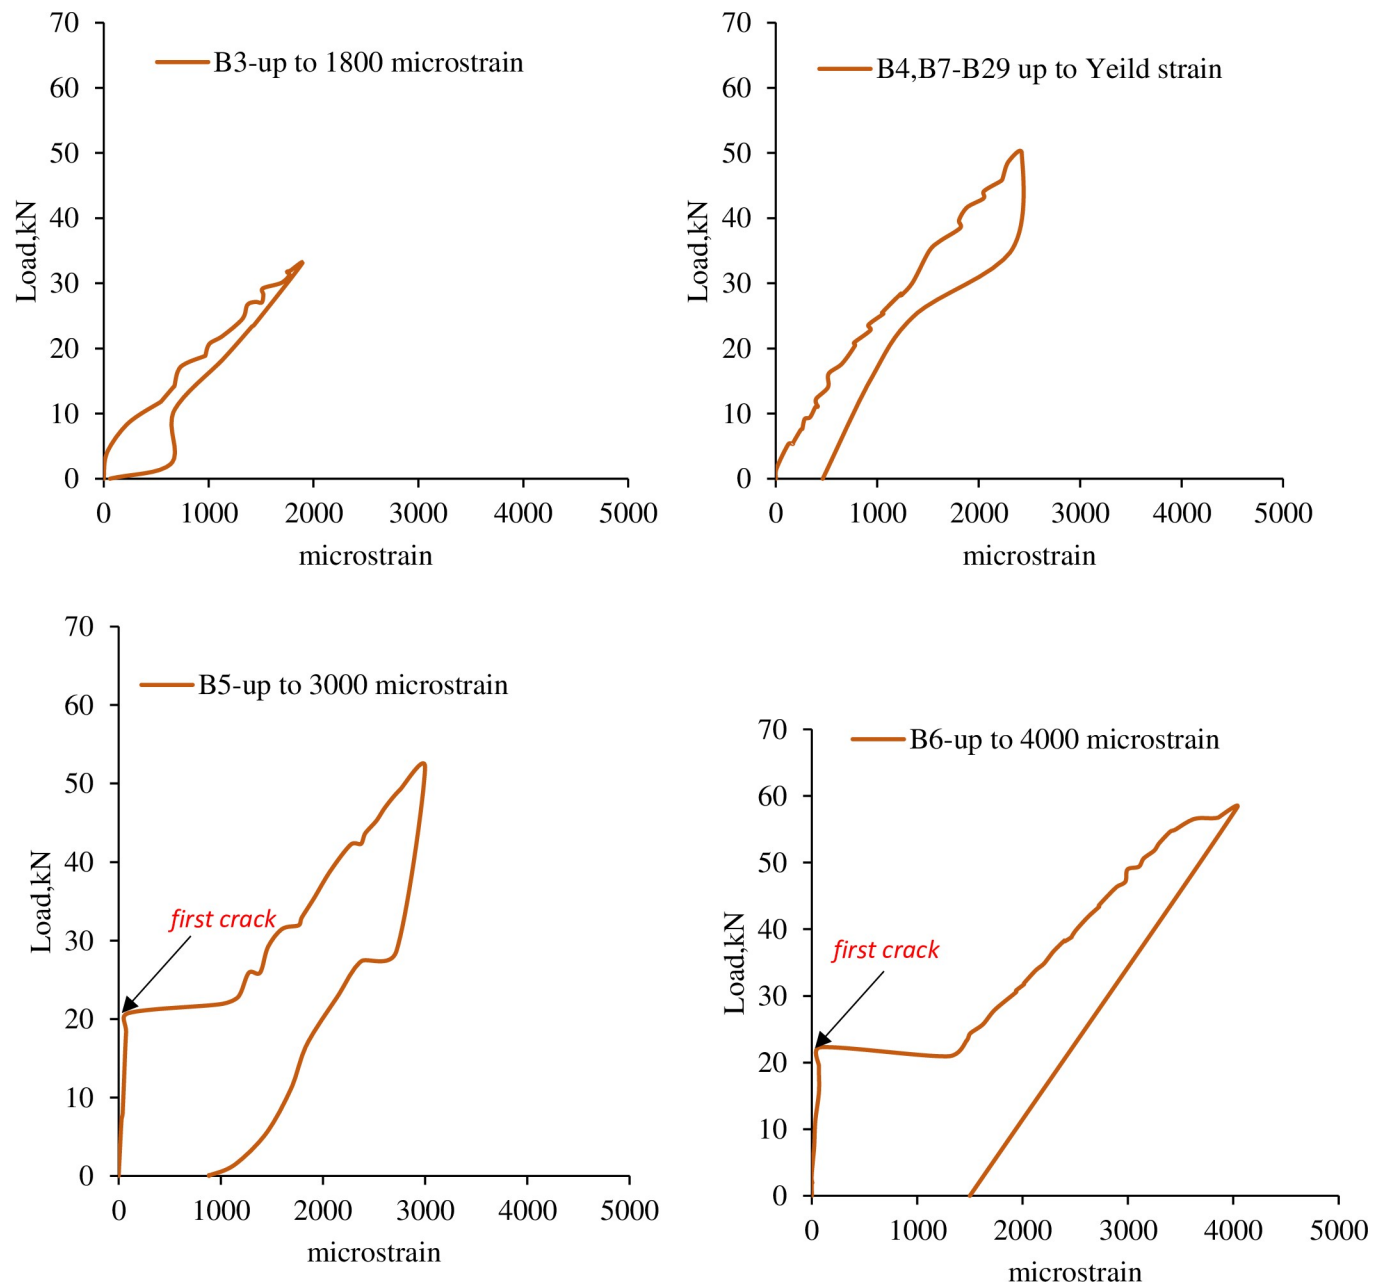 70
B3-up to 1800 microstrain
60
50
40
30
20
10
0
Load,kN
0 1000 2000 3000 4000 5000
microstrain
70
B4,B7-B29 up to Yeild strain
60
50
40
30
20
10
0
Load,kN
0 1000 2000 3000 4000 5000
microstrain
70
B5-up to 3000 microstrain
60
50
40
30
20
10
0
Load,kN
first crack
0 1000 2000 3000 4000 5000
microstrain
70
B6-up to 4000 microstrain
60
50
40
30
20
10
0
Load,kN
first crack
0 1000 2000 3000 4000 5000
microstrain